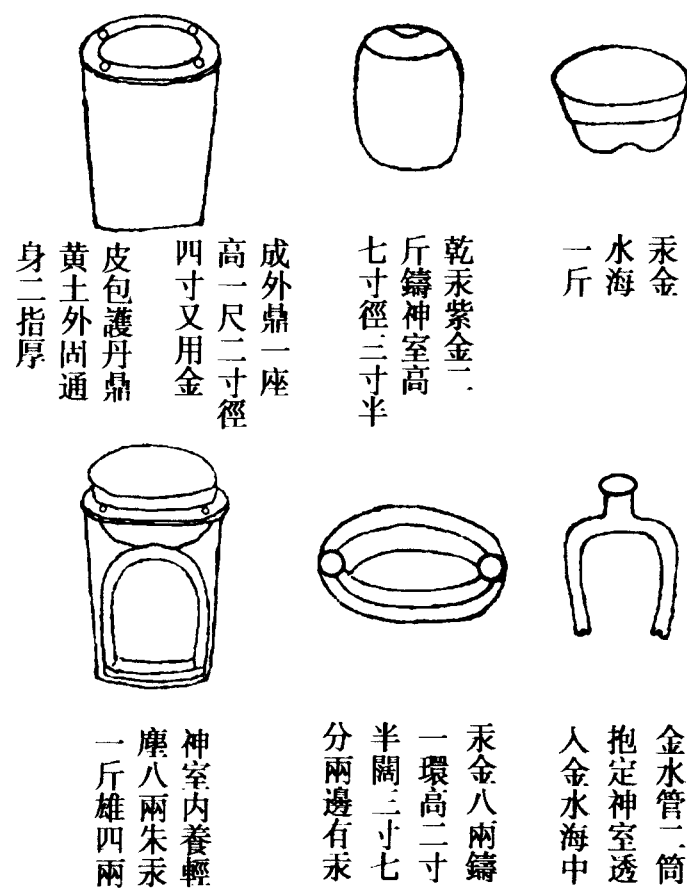 汞金
水海
一斤
乾汞紫金二
斤鑄神室高
七寸徑三寸半
成外鼎一座
高一尺二寸徑
四寸又用金
皮包護丹鼎
黄土外固通
身二指厚
金水管二筒
抱定神室透
入金水海中
汞金八兩鑄
一環高二寸
半闊三寸七
分兩邊有汞
神室内養輕
塵八兩朱汞
一斤雄四兩